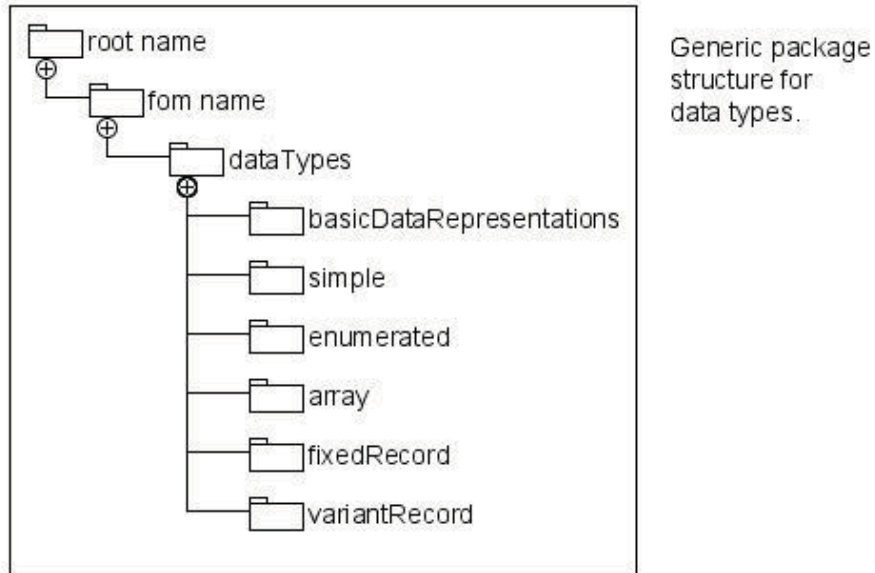 root name
fom name
dataTypes
basicDataRepresentations
simple
enumerated
array
fixedRecord
variantRecord
Generic package
structure for
data types.